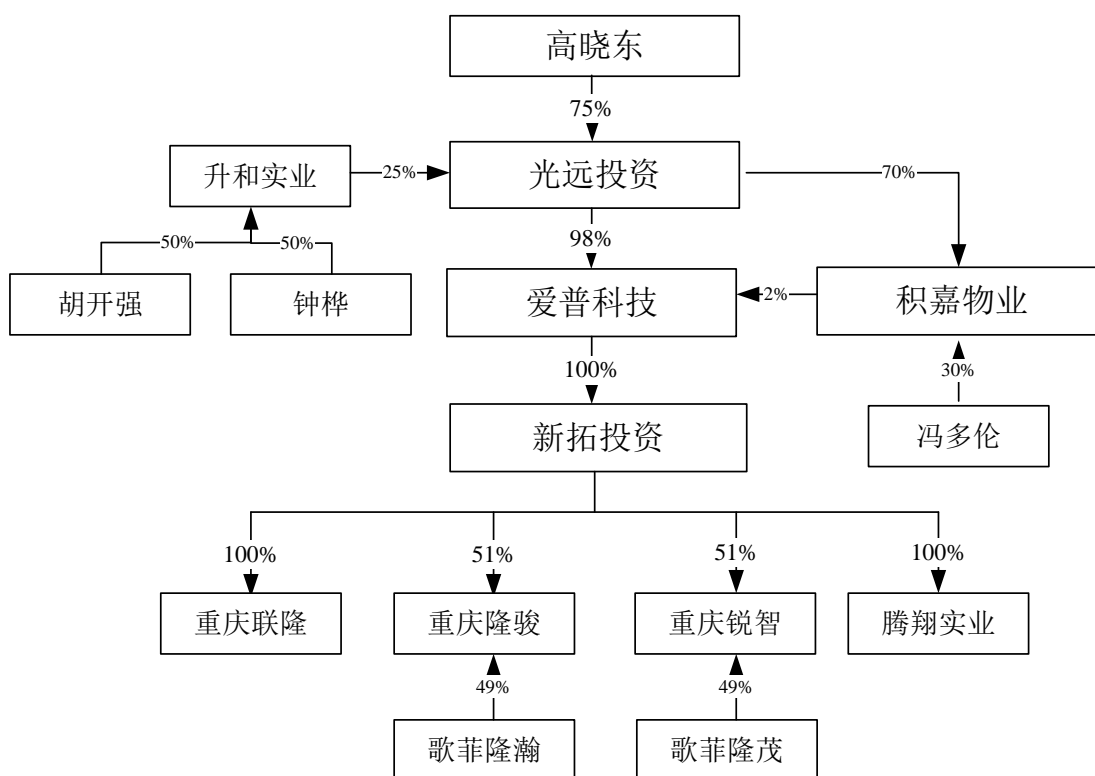 高晓东
75%
升和实业
25%
光远投资
70%
50%
50%
98%
胡开强
钟桦
爱普科技
2%
积嘉物业
100%
30%
新拓投资
冯多伦
100%
51%
51%
100%
重庆联隆
重庆隆骏
重庆锐智
腾翔实业
49%
49%
歌菲隆瀚
歌菲隆茂